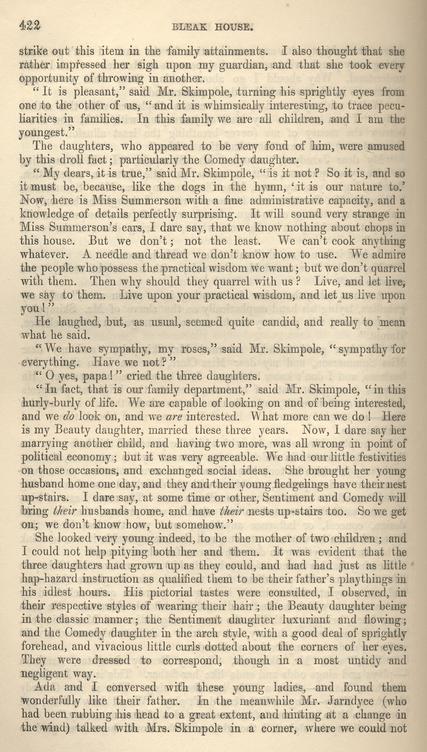 422 BLEAK HOUSE.
strike out this item in the family attainments. I also thought that she
rather impressed her sigh upon my guardian, and that she took every
opportunity of throwing in another.
"It is pleasant," said Mr. Skimpole, turning his sprightly eyes from
one to the other of us, "and it is whimsically interesting, to trace pecu-
liarities in families. In this family we are all children, and I am the
youngest."
The daughters, who appeared to be very fond of him, were amused
by this droll fact; particularly the Comedy daughter.
"My dears, it is true," said Mr. Skimpole, "is it not? So it is, and so
it must be, because, like the dogs in the hymn, 'it is our nature to.'
Now, here is Miss Summerson with a fine administrative capacity, and a
knowledge of details perfectly surprising. It will sound very strange in
Miss Summerson's ears, I dare say, that we know nothing about chops in
this house. But we don't; not the least. We can't cook anything
whatever. A needle and thread we don't know how to use. We admire
the people who possess the practical wisdom we want; but we don't quarrel
with them. Then why should they quarrel with us? Live, and let live,
we say to them. Live upon your practical wisdom, and let us live upon
you!"
He laughed, but, as usual, seemed quite candid, and really to mean
what he said.
"We have sympathy, my roses," said Mr. Skimpole, "sympathy for
everything. Have we not?"
"O yes, papa!" cried the three daughters.
"In fact, that is our family department," said Mr. Skimpole, "in this
hurly-burly of life. We are capable of looking on and of being interested,
and we do look on, and we are interested. What more can we do! Here
is my Beauty daughter, married these three years. Now, I dare say her
marrying another child, and having two more, was all wrong in point of
political economy; but it was very agreeable. We had our little festivities
on those occasions, and exchanged social ideas. She brought her young
husband home one day, and they and their young fledgelings have their nest
up-stairs. I dare say, at some time or other, Sentiment and Comedy will
bring their husbands home, and have their nests up-stairs too. So we get
on; we don't know how, but somehow."
She looked very young indeed, to be the mother of two children; and
I could not help pitying both her and them. It was evident that the
three daughters had grown up as they could, and had had just as little
hap-hazard instruction as qualified them to be their father's playthings in
his idlest hours. His pictorial tastes were consulted, I observed, in
their respective styles of wearing their hair; the Beauty daughter being
in the classic manner; the Sentiment daughter luxuriant and flowing;
and the Comedy daughter in the arch style, with a good deal of sprightly
forehead, and vivacious little curls dotted about the corners of her eyes.
They were dressed to correspond, though in a most untidy and
negligent way.
Ada and I conversed with these young ladies, and found them
wonderfully like their father. In the meanwhile Mr. Jarndyce (who
had been rubbing his head to a great extent, and hinting at a change in
the wind) talked with Mrs. Skimpole in a corner, where we could not